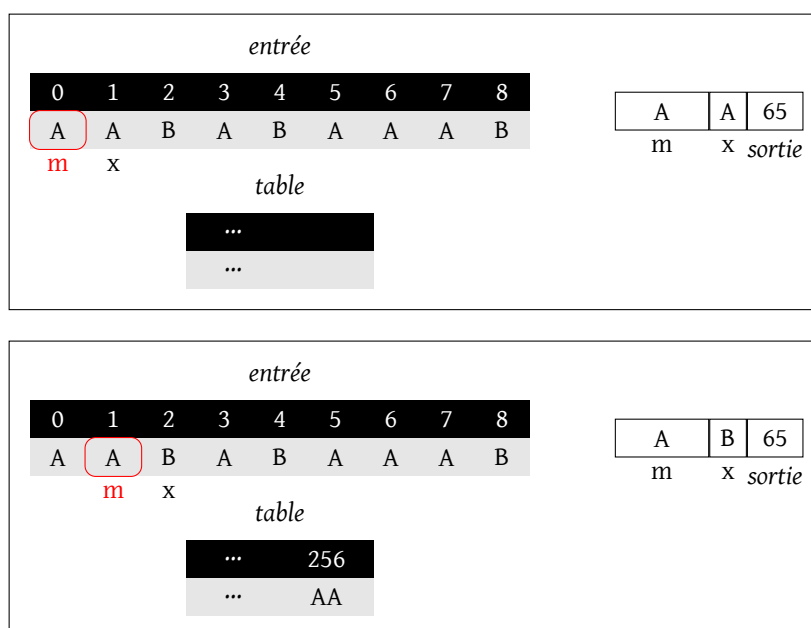 entrée
0 1 2 3 4 5 6 7 8
A A B A B A A A B
m x
A A 65
m x sortie
table
...
...
entrée
0 1 2 3 4 5 6 7 8
A A B A B A A A B
m x
A B 65
m x sortie
table
... 256
... AA